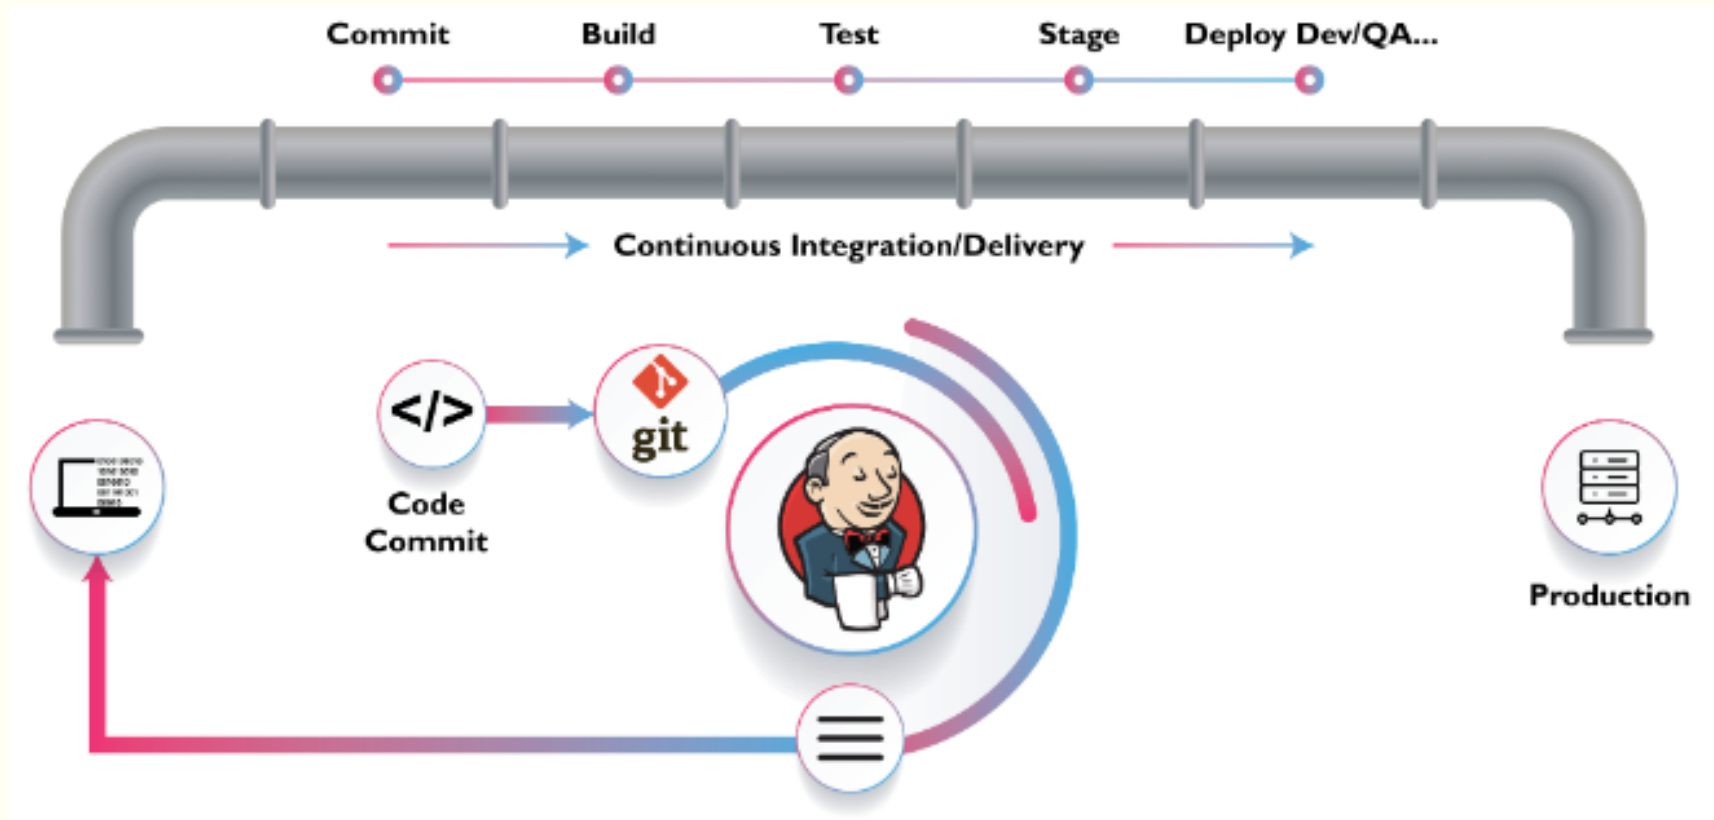 Commit Build Test Stage Deploy Dev/QA...
Continuous Integration/Delivery
</>
git
Code
Commit
Production